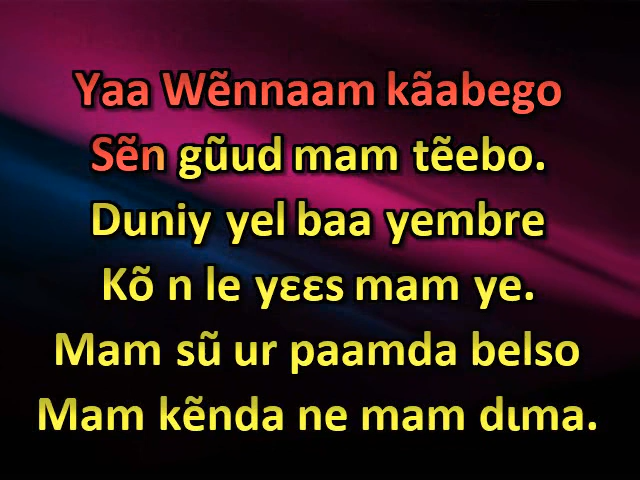 Yaa Wẽnnaam kãabego
Sẽn gũud mam tẽebo.
Duniy yel baa yembre
Kõ n le yɛɛs mam ye.
Mam sũ ur paamda belso
Mam kẽnda ne mam dɩma.